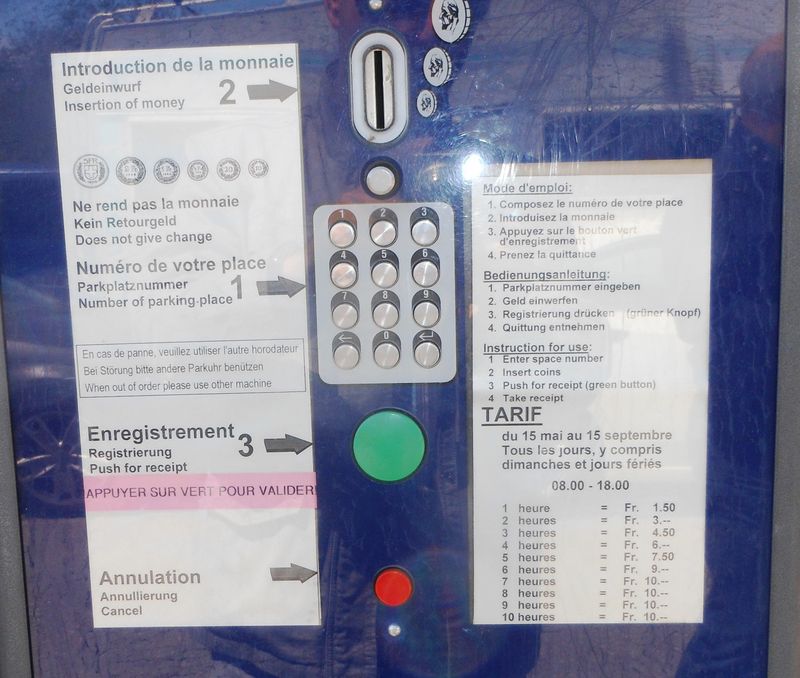 Introduction de la monnaie
Geldeinwurf
Insertion of money
2
Ne rend pas la monnaie
Kein Retourgeld
Does not give change
Numéro de votre place
Parkplatznummer
Number of parking place
1
En cas de panne, veuillez utiliser l'autre horodateur
Bei Störung bitte andere Parkuhr benützen
When out of order please use other machine
Enregistrement
Registrierung
Push for receipt
3
APPUYER SUR VERT POUR VALIDER!
Annulation
Annullierung
Cancel
1 2 3
4 5 6
7 8 9
0
Mode d'emploi:
1. Composez le numéro de votre place
2. Introduisez la monnaie
3. Appuyez sur le bouton vert
d'enregistrement
4. Prenez la quittance
Bedienungsanleitung:
1. Parkplatznummer eingeben
2. Geld einwerfen
3. Registrierung drücken (grüner Knopf)
4. Quittung entnehmen
Instruction for use:
1 Enter space number
2 Insert coins
3 Push for receipt (green button)
4 Take receipt
TARIF
du 15 mai au 15 septembre
Tous les jours, y compris
dimanches et jours fériés
08.00 - 18.00
1 heure = Fr. 1.50
2 heures = Fr. 3.--
3 heures = Fr. 4.50
4 heures = Fr. 6.--
5 heures = Fr. 7.50
6 heures = Fr. 9.--
7 heures = Fr. 10.--
8 heures = Fr. 10.--
9 heures = Fr. 10.--
10 heures = Fr. 10.--